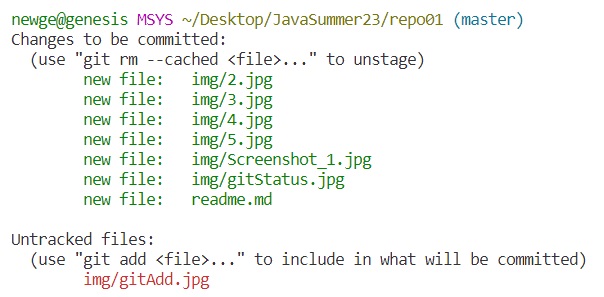 newge@genesis MSYS ~/Desktop/JavaSummer23/repo01 (master)
Changes to be committed:
  (use "git rm --cached <file>..." to unstage)
        new file:   img/2.jpg
        new file:   img/3.jpg
        new file:   img/4.jpg
        new file:   img/5.jpg
        new file:   img/Screenshot_1.jpg
        new file:   img/gitStatus.jpg
        new file:   readme.md

Untracked files:
  (use "git add <file>..." to include in what will be committed)
        img/gitAdd.jpg